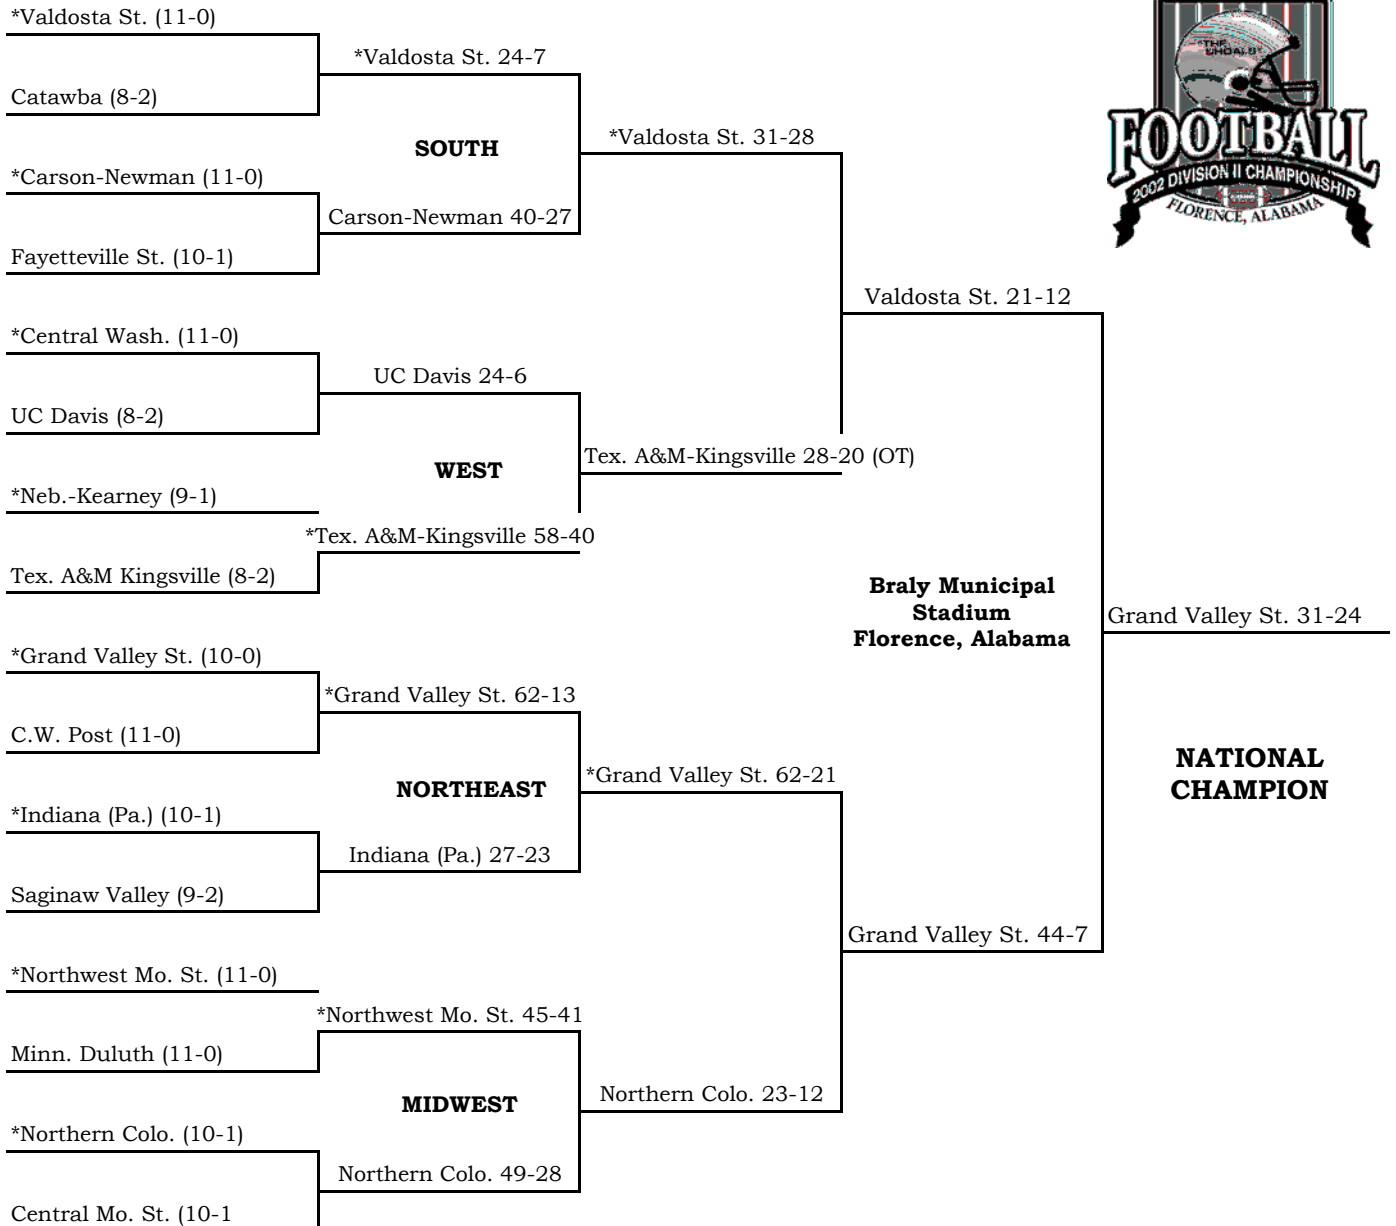 *Valdosta St. (11-0)
*Valdosta St. 24-7
Catawba (8-2)
SOUTH
*Valdosta St. 31-28
*Carson-Newman (11-0)
Carson-Newman 40-27
Fayetteville St. (10-1)
THE
SHOALS
FOOTBALL
2002 DIVISION II CHAMPIONSHIP
FLORENCE, ALABAMA
Valdosta St. 21-12
*Central Wash. (11-0)
UC Davis 24-6
UC Davis (8-2)
WEST
Tex. A&M-Kingsville 28-20 (OT)
*Neb.-Kearney (9-1)
*Tex. A&M-Kingsville 58-40
Tex. A&M Kingsville (8-2)
Braly Municipal
Stadium
Florence, Alabama
Grand Valley St. 31-24
*Grand Valley St. (10-0)
*Grand Valley St. 62-13
C.W. Post (11-0)
NATIONAL
CHAMPION
NORTHEAST
*Grand Valley St. 62-21
*Indiana (Pa.) (10-1)
Indiana (Pa.) 27-23
Saginaw Valley (9-2)
Grand Valley St. 44-7
*Northwest Mo. St. (11-0)
*Northwest Mo. St. 45-41
Minn. Duluth (11-0)
MIDWEST
Northern Colo. 23-12
*Northern Colo. (10-1)
Northern Colo. 49-28
Central Mo. St. (10-1